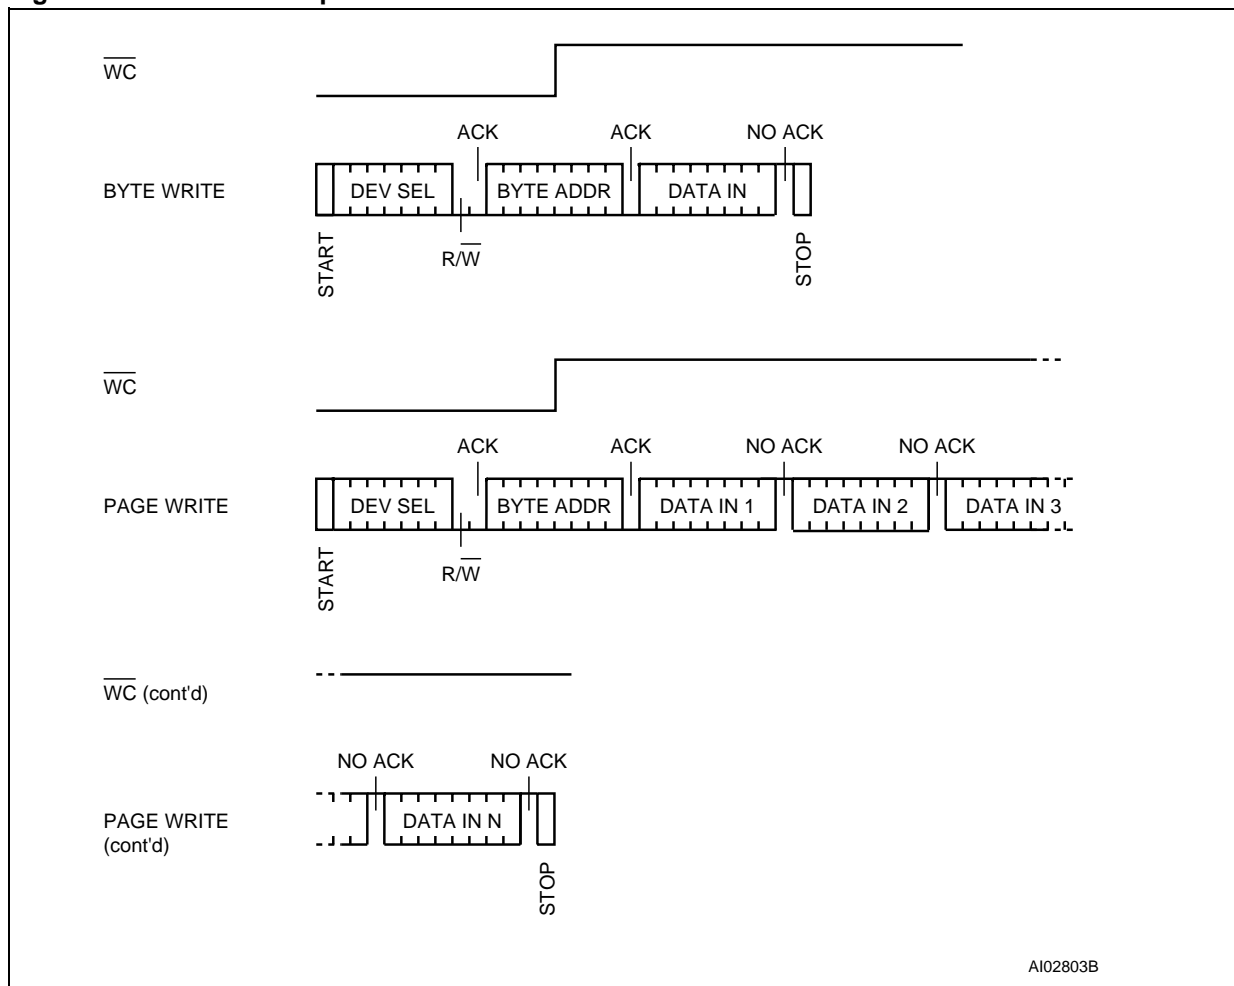 WC
ACK ACK NO ACK
BYTE WRITE DEV SEL BYTE ADDR DATA IN
R/W
START
STOP
WC
ACK ACK NO ACK NO ACK
PAGE WRITE DEV SEL BYTE ADDR DATA IN 1 DATA IN 2 DATA IN 3
R/W
START
WC (cont'd)
NO ACK NO ACK
PAGE WRITE DATA IN N
(cont'd)
STOP
AI02803B